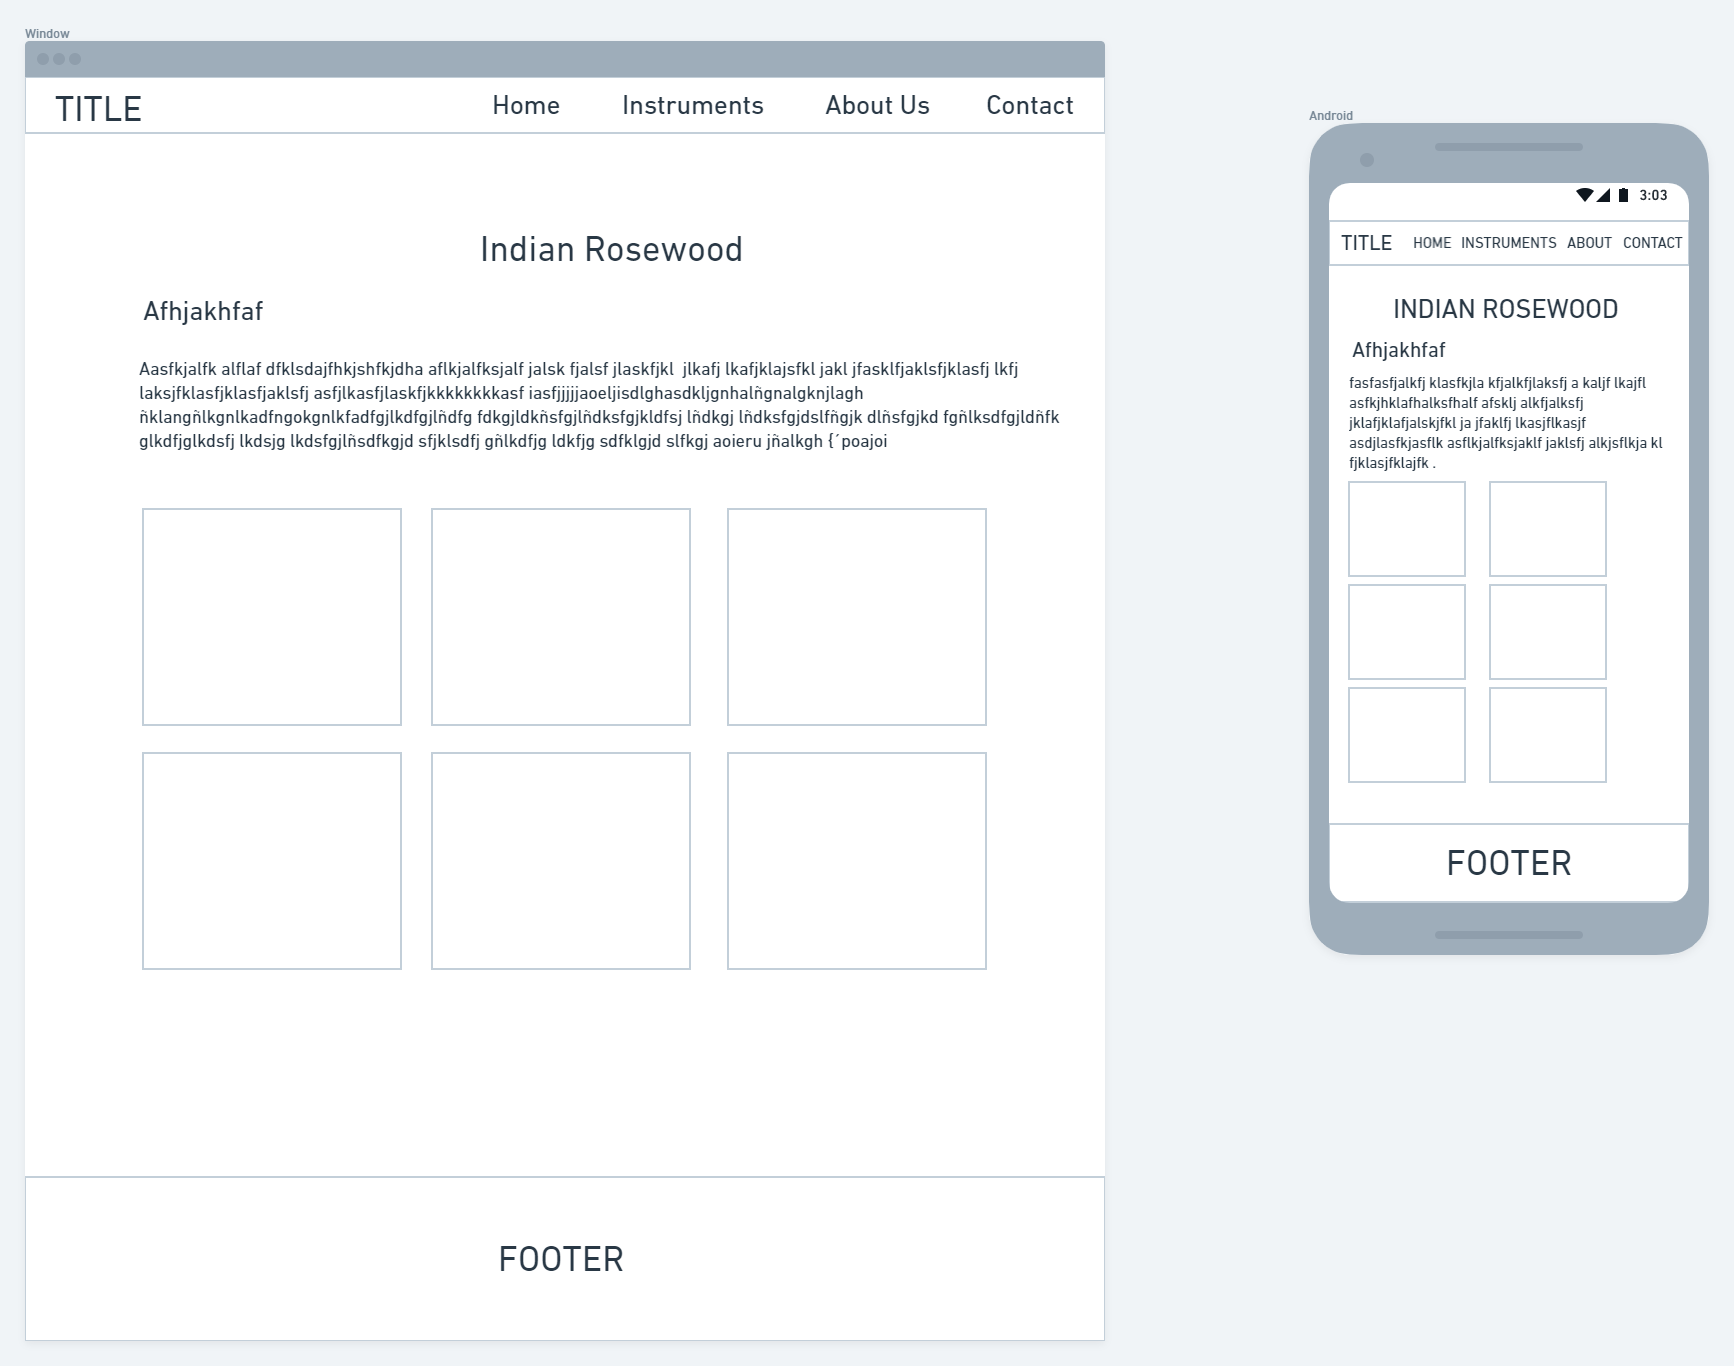 Window
TITLE Home Instruments About Us Contact
Indian Rosewood
Afhjakhfaf
Aasfkjalfk alflaf dfklsdajfhkjshfkjdha aflkjalfksjalf jalsk fjalsf jlaskfjkl  jlkafj lkafjklajsfkl jakl jfasklfjaklsfjklasfj lkfj
laksjfklasfjklasfjaklsfj asfjlkasfjlaskfjkkkkkkkkasf iasfjjjjjaoeljisdlghasdkljgnhalñgnalgknjlagh
ñklangñlkgnlkadfngokgnlkfadfgjlkdfgjlñdfg fdkgjldkñsfgjlñdksfgjkldfsj lñdkgj lñdksfgjdslfñgjk dlñsfgjkd fgñlksdfgjldñfk
glkdfjglkdsfj lkdsjg lkdsfgjlñsdfkgjd sfjklsdfj gñlkdfjg ldkfjg sdfklgjd slfkgj aoieru jñalkgh {´poajoi
FOOTER
Android
3:03
TITLE HOME INSTRUMENTS ABOUT CONTACT
INDIAN ROSEWOOD
Afhjakhfaf
fasfasfjalkfj klasfkjla kfjalkfjlaksfj a kaljf lkajfl
asfkjhklafhalksfhalf afsklj alkfjalksfj
jklafjklafjalskjfkl ja jfaklfj lkasjflkasjf
asdjlasfkjasflk asflkjalfksjaklf jaklsfj alkjsflkja kl
fjklasjfklajfk .
FOOTER